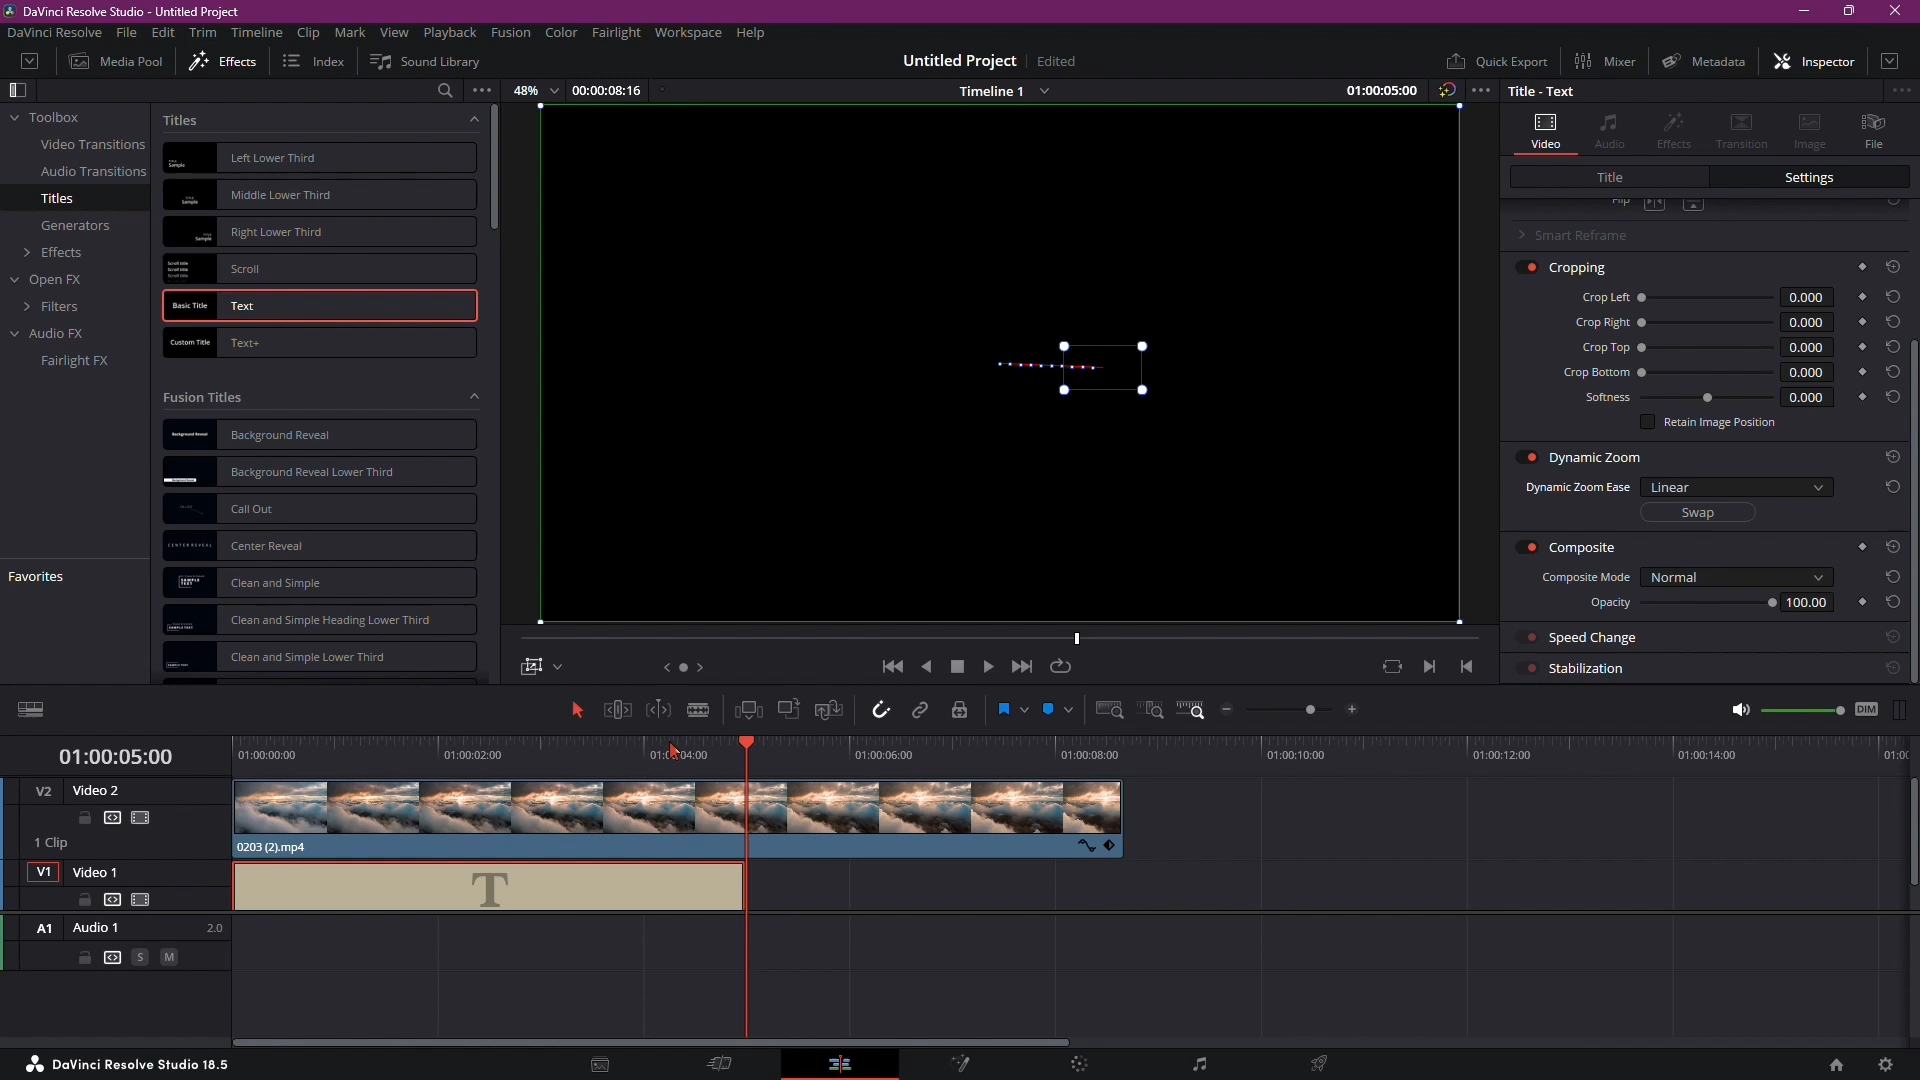 DaVinci Resolve Studio - Untitled Project
DaVinci Resolve File Edit Trim Timeline Clip Mark View Playback Fusion Color Fairlight Workspace Help
Media Pool Effects Index Sound Library Untitled Project Edited Quick Export Mixer Metadata Inspector
48% 00:00:08:16 Timeline 1 01:00:05:00 Title - Text
Toolbox
Video Transitions
Audio Transitions
Titles
Generators
Effects
Open FX
Filters
Audio FX
Fairlight FX
Favorites
Titles
Left Lower Third
Middle Lower Third
Right Lower Third
Scroll
Basic Title Text
Custom Title Text+
Fusion Titles
Background Reveal Background Reveal
Background Reveal Lower Third
Call Out
CENTER REVEAL Center Reveal
Clean and Simple
Clean and Simple Heading Lower Third
Clean and Simple Lower Third
Video Audio Effects Transition Image File
Title Settings
Flip
Smart Reframe
Cropping
Crop Left 0.000
Crop Right 0.000
Crop Top 0.000
Crop Bottom 0.000
Softness 0.000
Retain Image Position
Dynamic Zoom
Dynamic Zoom Ease Linear
Swap
Composite
Composite Mode Normal
Opacity 100.00
Speed Change
Stabilization
DIM
01:00:05:00 01:00:00:00 01:00:02:00 01:00:04:00 01:00:06:00 01:00:08:00 01:00:10:00 01:00:12:00 01:00:14:00
V2 Video 2
1 Clip
0203 (2).mp4
V1 Video 1
T
A1 Audio 1 2.0
S M
DaVinci Resolve Studio 18.5